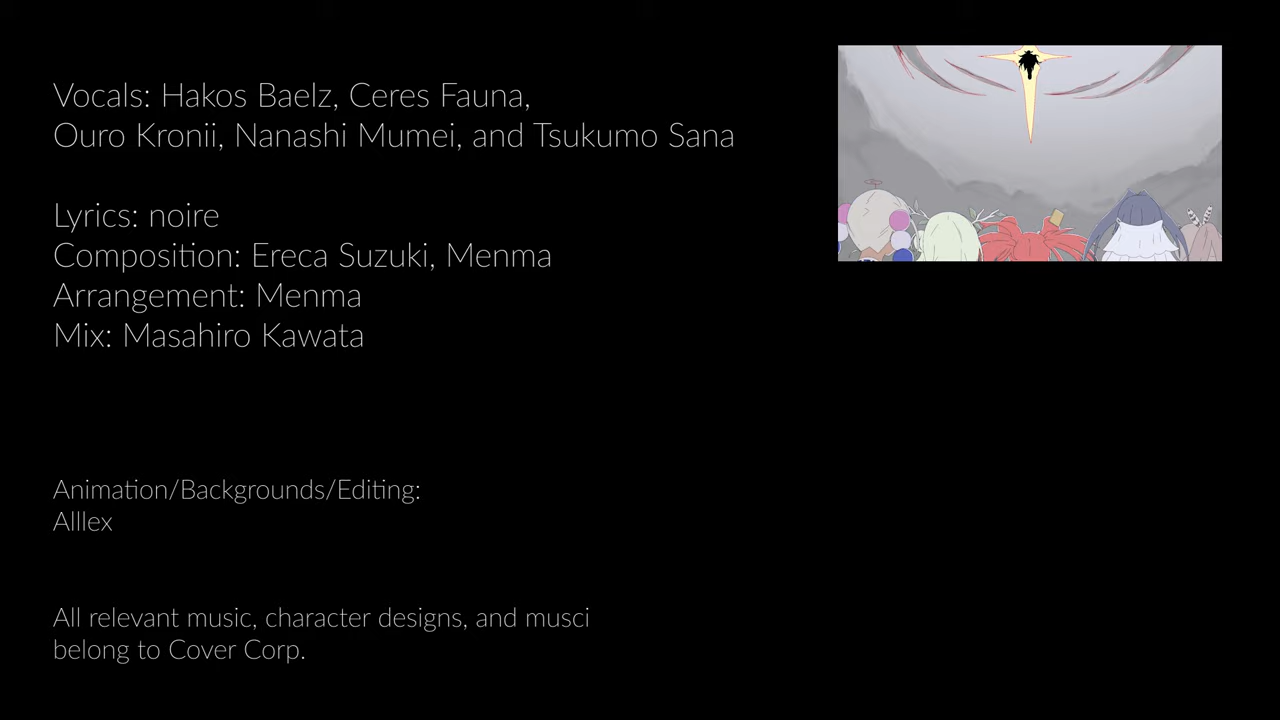 Vocals: Hakos Baelz, Ceres Fauna,
Ouro Kronii, Nanashi Mumei, and Tsukumo Sana
Lyrics: noire
Composition: Ereca Suzuki, Menma
Arrangement: Menma
Mix: Masahiro Kawata
Animation/Backgrounds/Editing:
Alllex
All relevant music, character designs, and musci
belong to Cover Corp.